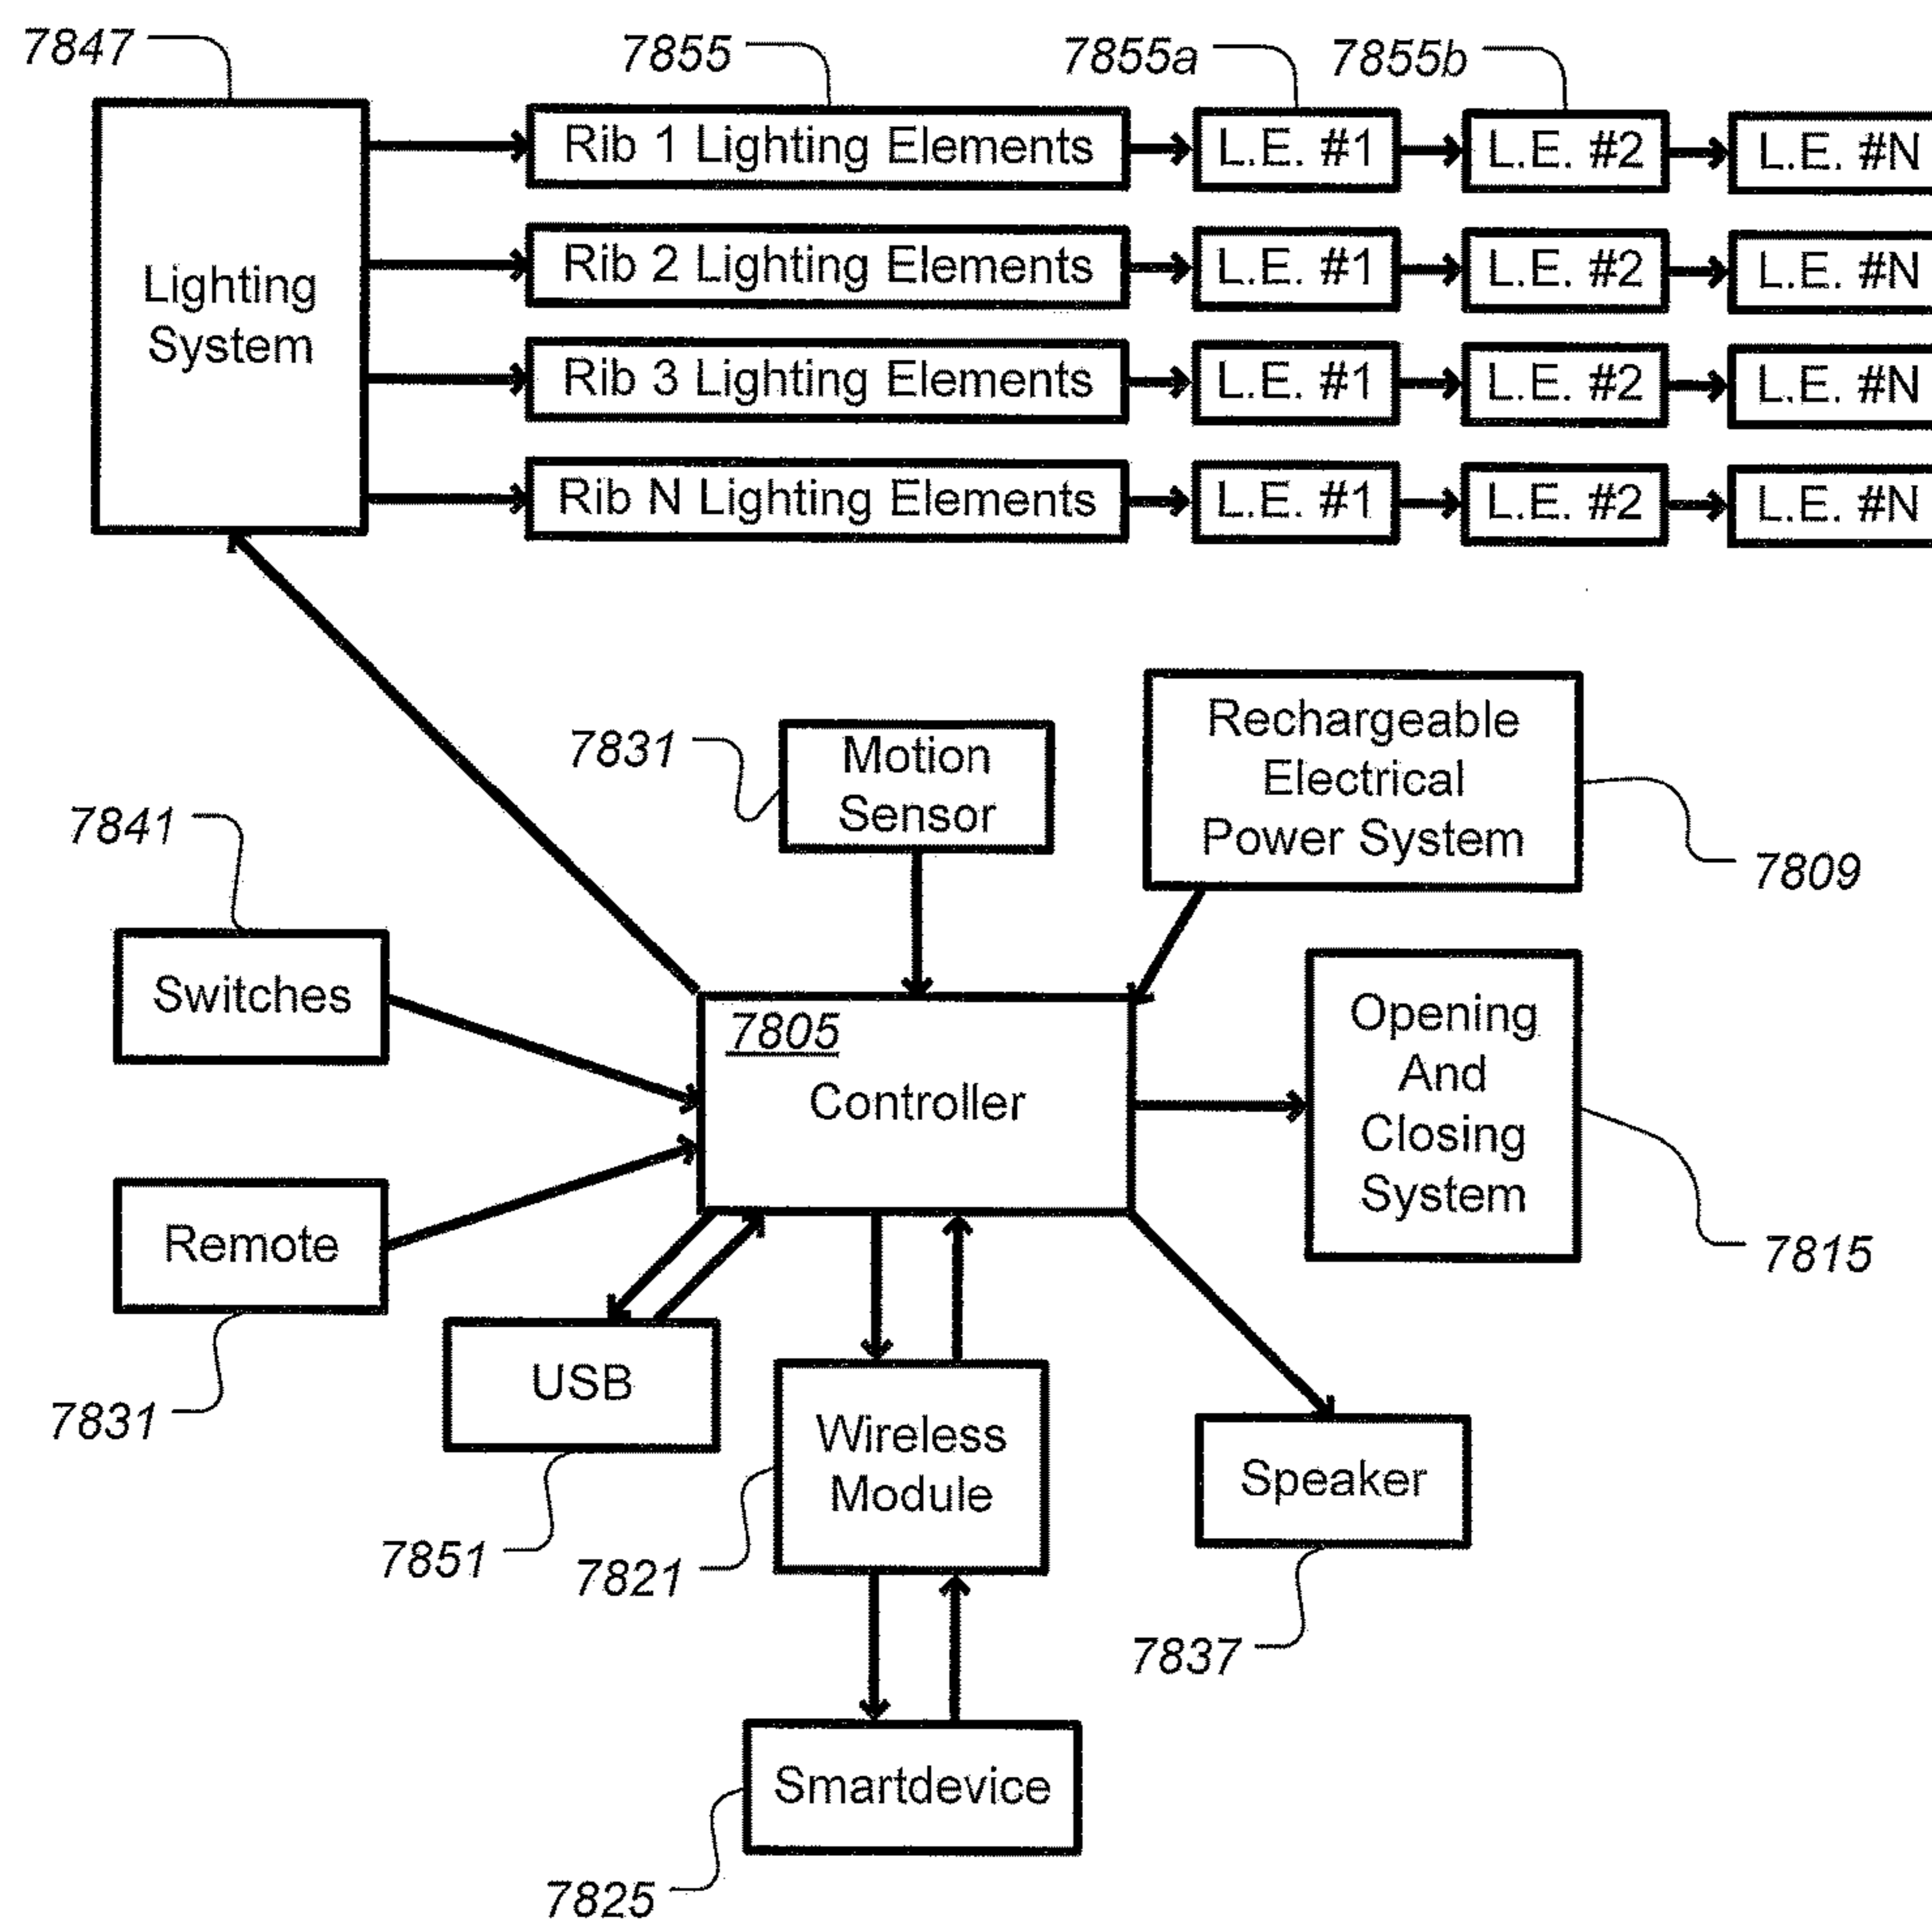 7847
7855
7855a
7855b
Rib 1 Lighting Elements
L.E. #1
L.E. #2
L.E. #N
Lighting
System
Rib 2 Lighting Elements
L.E. #1
L.E. #2
L.E. #N
Rib 3 Lighting Elements
L.E. #1
L.E. #2
L.E. #N
Rib N Lighting Elements
L.E. #1
L.E. #2
L.E. #N
7831
Motion
Sensor
Rechargeable
Electrical
Power System
7809
7841
Switches
7805
Controller
Opening
And
Closing
System
7815
Remote
7831
USB
7851
Wireless
Module
7821
Speaker
7837
Smartdevice
7825